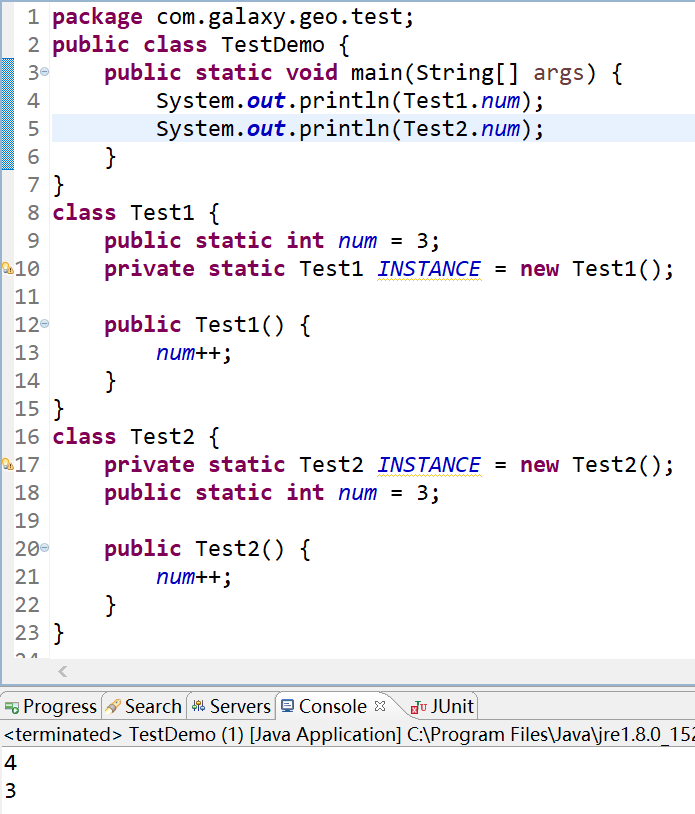 1 package com.galaxy.geo.test;
2 public class TestDemo {
3 public static void main(String[] args) {
4 System.out.println(Test1.num);
5 System.out.println(Test2.num);
6 }
7 }
8 class Test1 {
9 public static int num = 3;
10 private static Test1 INSTANCE = new Test1();
11
12 public Test1() {
13 num++;
14 }
15 }
16 class Test2 {
17 private static Test2 INSTANCE = new Test2();
18 public static int num = 3;
19
20 public Test2() {
21 num++;
22 }
23 }
Progress Search Servers Console JUnit
<terminated> TestDemo (1) [Java Application] C:\Program Files\Java\jre1.8.0_152
4
3